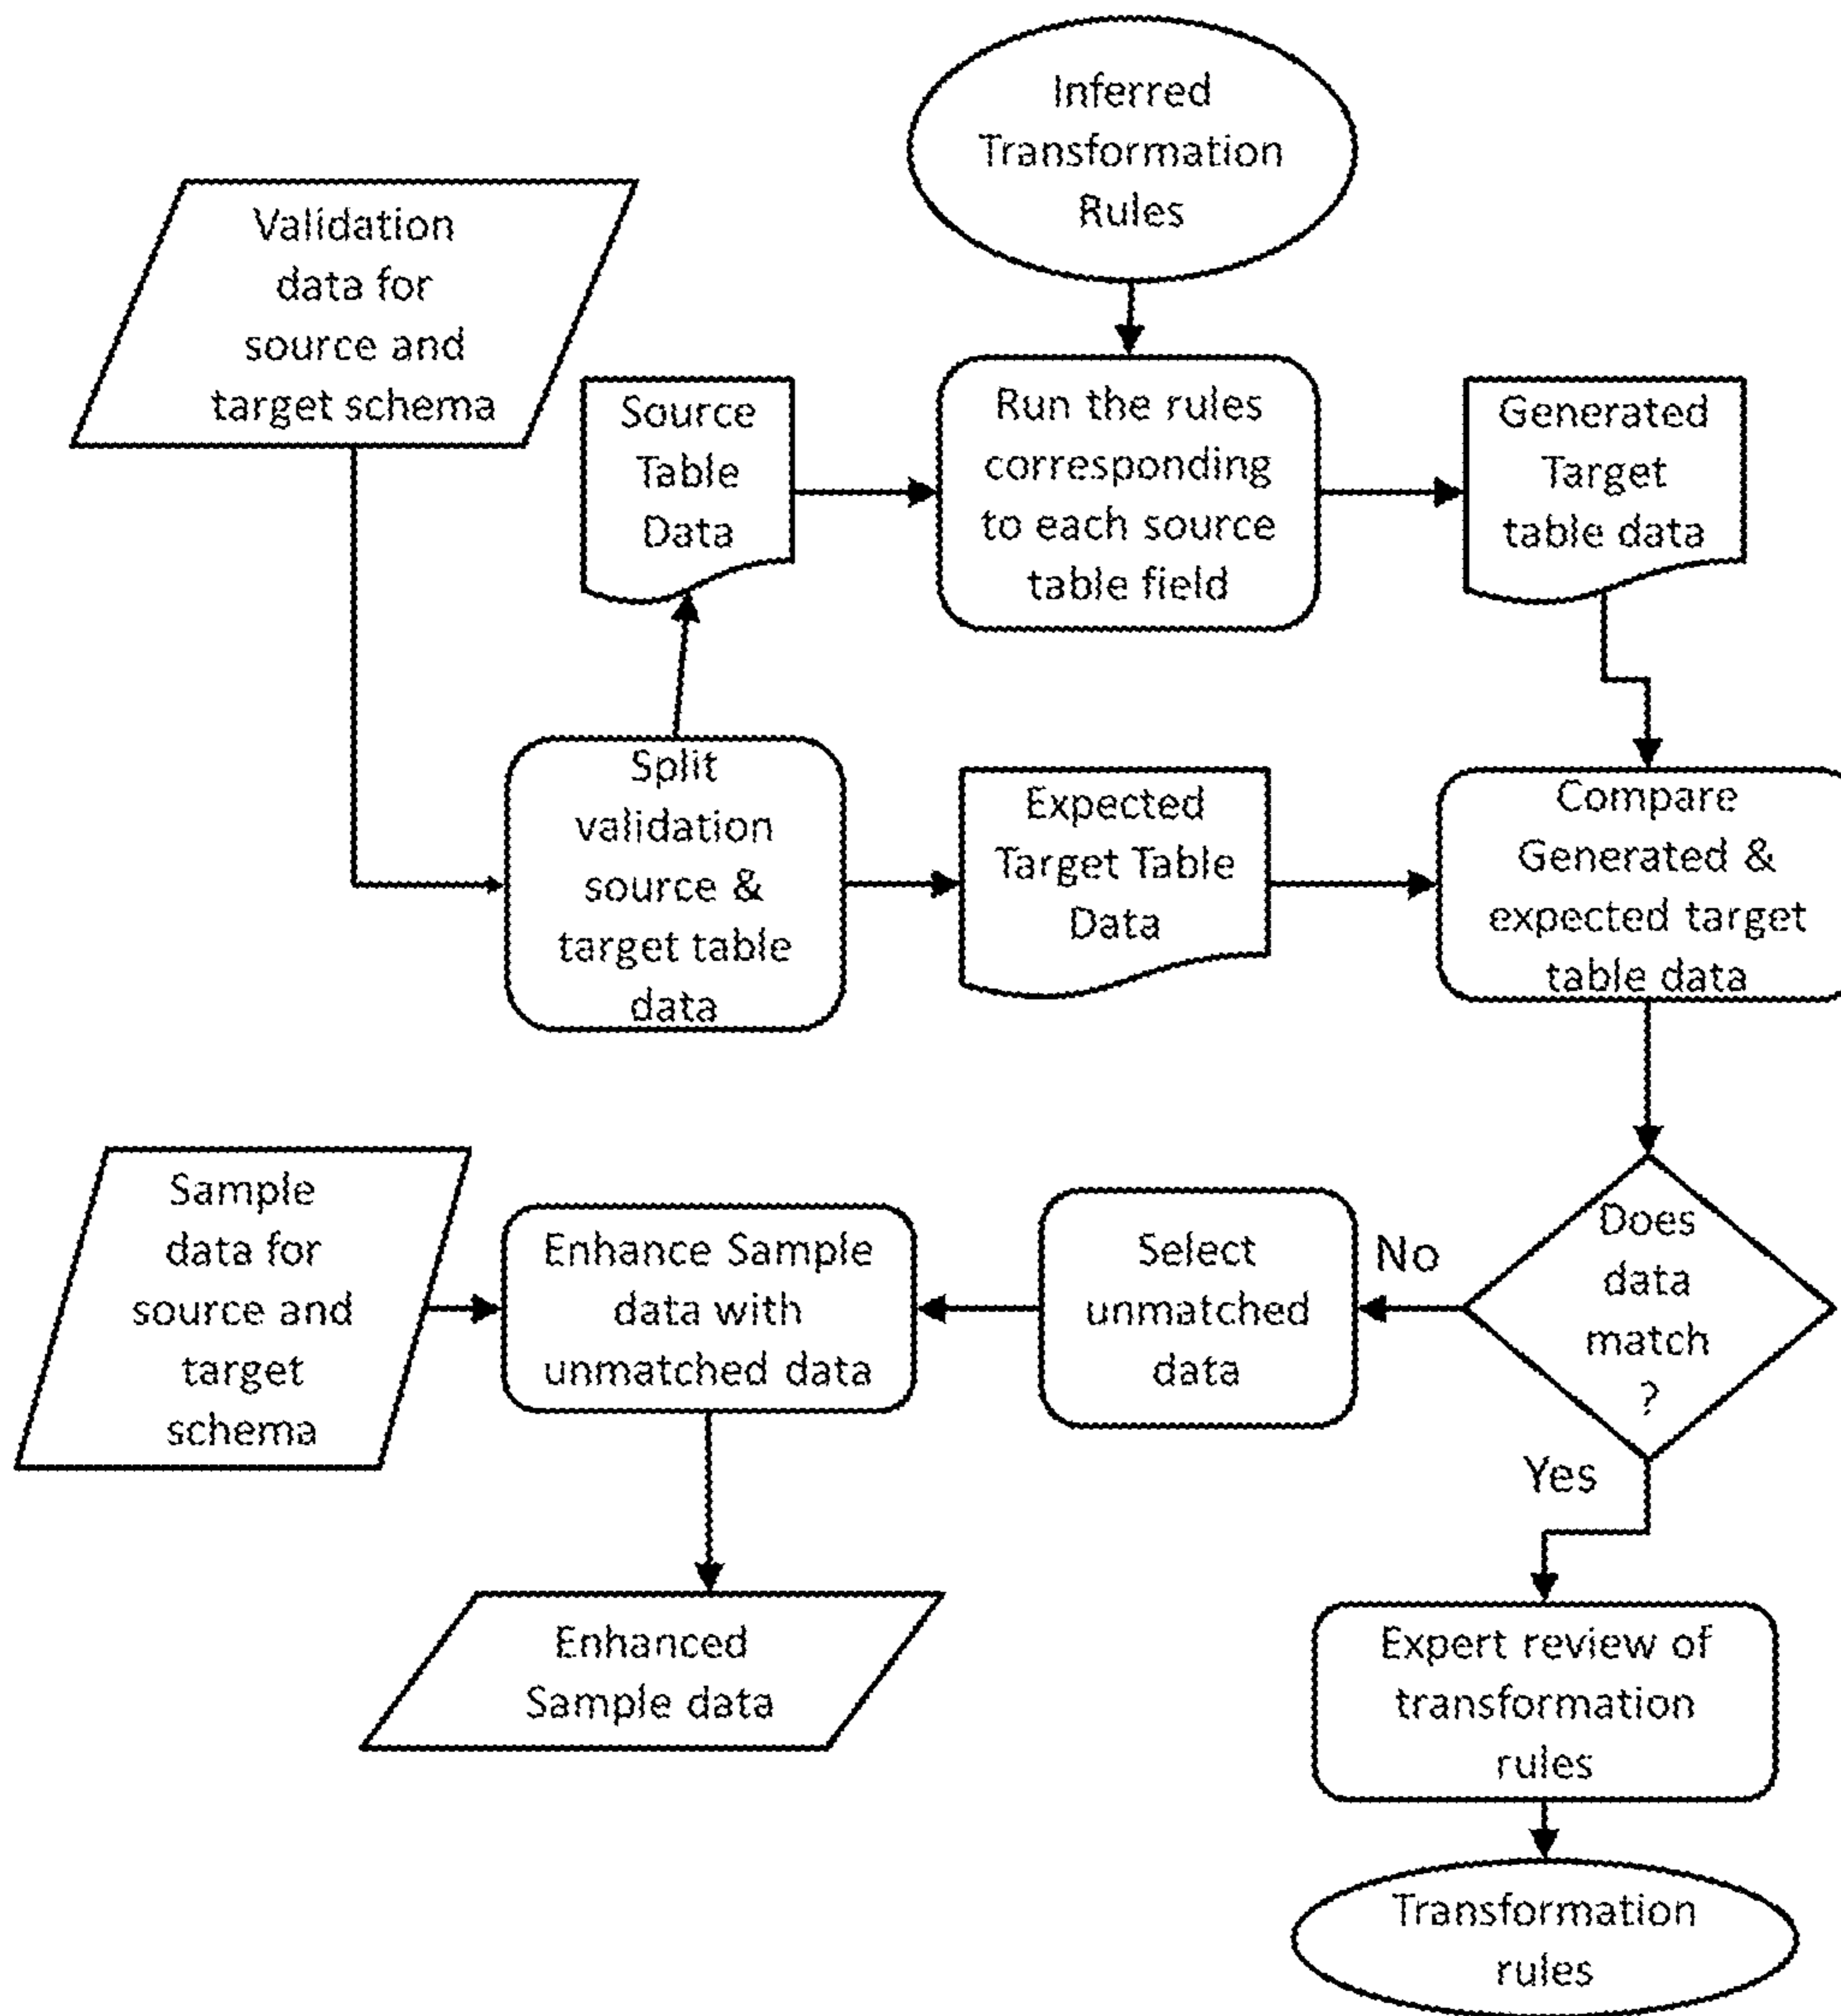 Inferred
Transformation
Rules
Validation
data for
source and
target schema
Source
Table
Data
Run the rules
corresponding
to each source
table field
Generated
Target
table data
Split
validation
source &
target table
data
Expected
Target Table
Data
Compare
Generated &
expected target
table data
Sample
data for
source and
target
schema
Enhance Sample
data with
unmatched data
Select
unmatched
data
No
Does
data
match
?
Yes
Enhanced
Sample data
Expert review of
transformation
rules
Transformation
rules